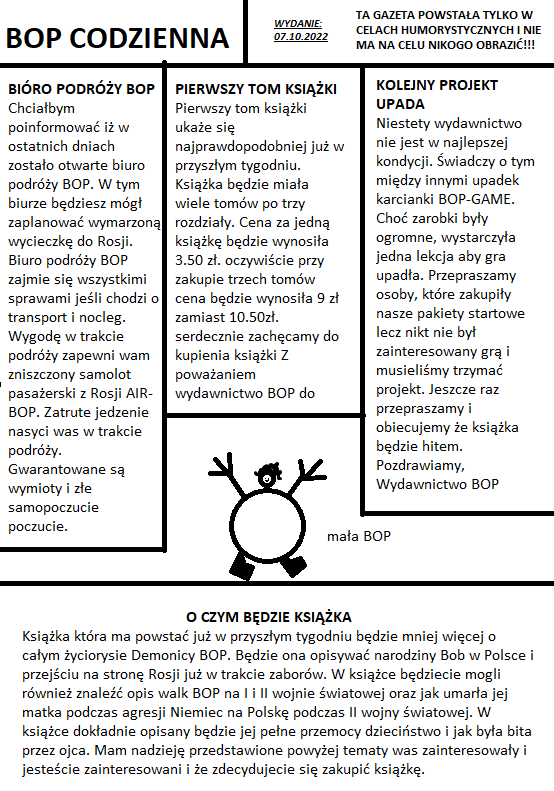 BOP CODZIENNA
WYDANIE:
07.10.2022
TA GAZETA POWSTAŁA TYLKO W
CELACH HUMORYSTYCZNYCH I NIE
MA NA CELU NIKOGO OBRAZIĆ!!!
BIÓRO PODRÓŻY BOP
Chciałbym
poinformować iż w
ostatnich dniach
zostało otwarte biuro
podróży BOP. W tym
biurze będziesz mógł
zaplanować wymarzoną
wycieczkę do Rosji.
Biuro podróży BOP
zajmie się wszystkimi
sprawami jeśli chodzi o
transport i nocleg.
Wygodę w trakcie
podróży zapewni wam
zniszczony samolot
pasażerski z Rosji AIR-
BOP. Zatrute jedzenie
nasyci was w trakcie
podróży.
Gwarantowane są
wymioty i złe
samopoczucie
poczucie.
PIERWSZY TOM KSIĄŻKI
Pierwszy tom książki
ukaże się
najprawdopodobniej już w
przyszłym tygodniu.
Książka będzie miała
wiele tomów po trzy
rozdziały. Cena za jedną
książkę będzie wynosiła
3.50 zł. oczywiście przy
zakupie trzech tomów
cena będzie wynosiła 9 zł
zamiast 10.50zł.
serdecznie zachęcamy do
kupienia książki Z
poważaniem
wydawnictwo BOP do
KOLEJNY PROJEKT
UPADA
Niestety wydawnictwo
nie jest w najlepszej
kondycji. Świadczy o tym
między innymi upadek
karcianki BOP-GAME.
Choć zarobki były
ogromne, wystarczyła
jedna lekcja aby gra
upadła. Przepraszamy
osoby, które zakupiły
nasze pakiety startowe
lecz nikt nie był
zainteresowany grą i
musieliśmy trzymać
projekt. Jeszcze raz
przepraszamy i
obiecujemy że książka
będzie hitem.
Pozdrawiamy,
Wydawnictwo BOP
mała BOP
O CZYM BĘDZIE KSIĄŻKA
Książka która ma powstać już w przyszłym tygodniu będzie mniej więcej o
całym życiorysie Demonicy BOP. Będzie ona opisywać narodziny Bob w Polsce i
przejściu na stronę Rosji już w trakcie zaborów. W książce będziecie mogli
również znaleźć opis walk BOP na I i II wojnie światowej oraz jak umarła jej
matka podczas agresji Niemiec na Polskę podczas II wojny światowej. W
książce dokładnie opisany będzie jej pełne przemocy dzieciństwo i jak była bita
przez ojca. Mam nadzieję przedstawione powyżej tematy was zainteresowały i
jesteście zainteresowani i że zdecydujecie się zakupić książkę.